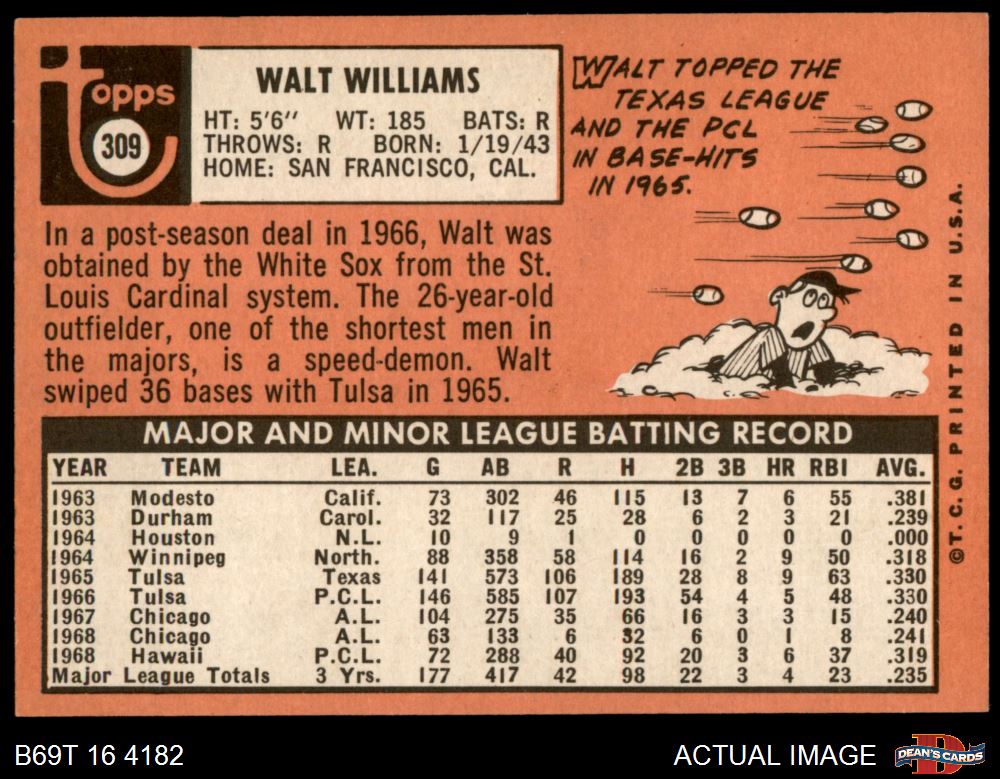 topps
309
WALT WILLIAMS
HT: 5'6" WT: 185 BATS: R
THROWS: R BORN: 1/19/43
HOME: SAN FRANCISCO, CAL.
WALT TOPPED THE
TEXAS LEAGUE
AND THE PCL
IN BASE-HITS
IN 1965.
In a post-season deal in 1966, Walt was
obtained by the White Sox from the St.
Louis Cardinal system. The 26-year-old
outfielder, one of the shortest men in
the majors, is a speed-demon. Walt
swiped 36 bases with Tulsa in 1965.
MAJOR AND MINOR LEAGUE BATTING RECORD
YEAR TEAM LEA. G AB R H 2B 3B HR RBI AVG.
1963 Modesto Calif. 73 302 46 115 13 7 6 55 .381
1963 Durham Carol. 32 117 25 28 6 2 3 21 .239
1964 Houston N.L. 10 9 1 0 0 0 0 0 .000
1964 Winnipeg North. 88 358 58 114 16 2 9 50 .318
1965 Tulsa Texas 141 573 106 189 28 8 9 63 .330
1966 Tulsa P.C.L. 146 585 107 193 54 4 5 48 .330
1967 Chicago A.L. 104 275 35 66 16 3 3 15 .240
1968 Chicago A.L. 63 133 6 32 6 0 1 8 .241
1968 Hawaii P.C.L. 72 288 40 92 20 3 6 37 .319
Major League Totals 3 Yrs. 177 417 42 98 22 3 4 23 .235
©T. C. G. PRINTED IN U.S.A.
B69T 16 4182
ACTUAL IMAGE
DEAN'S CARDS